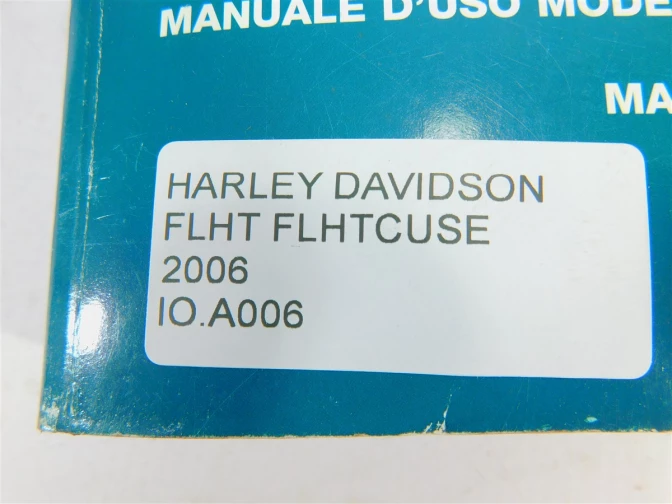 MANUALE D'USO MODE
MA
HARLEY DAVIDSON
FLHT FLHTCUSE
2006
IO.A006